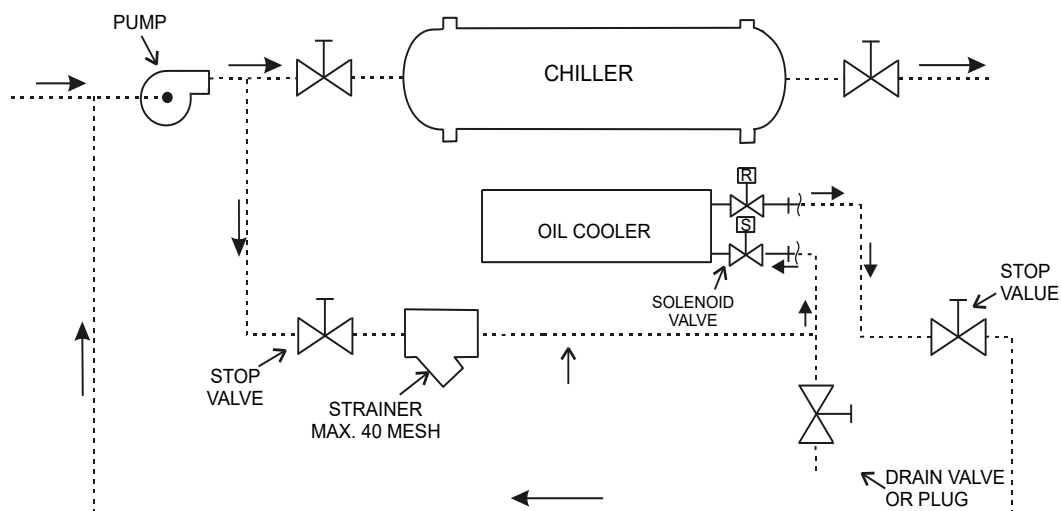 PUMP
CHILLER
R
OIL COOLER
S
SOLENOID
VALVE
STOP
VALUE
STOP
VALVE
STRAINER
MAX. 40 MESH
DRAIN VALVE
OR PLUG